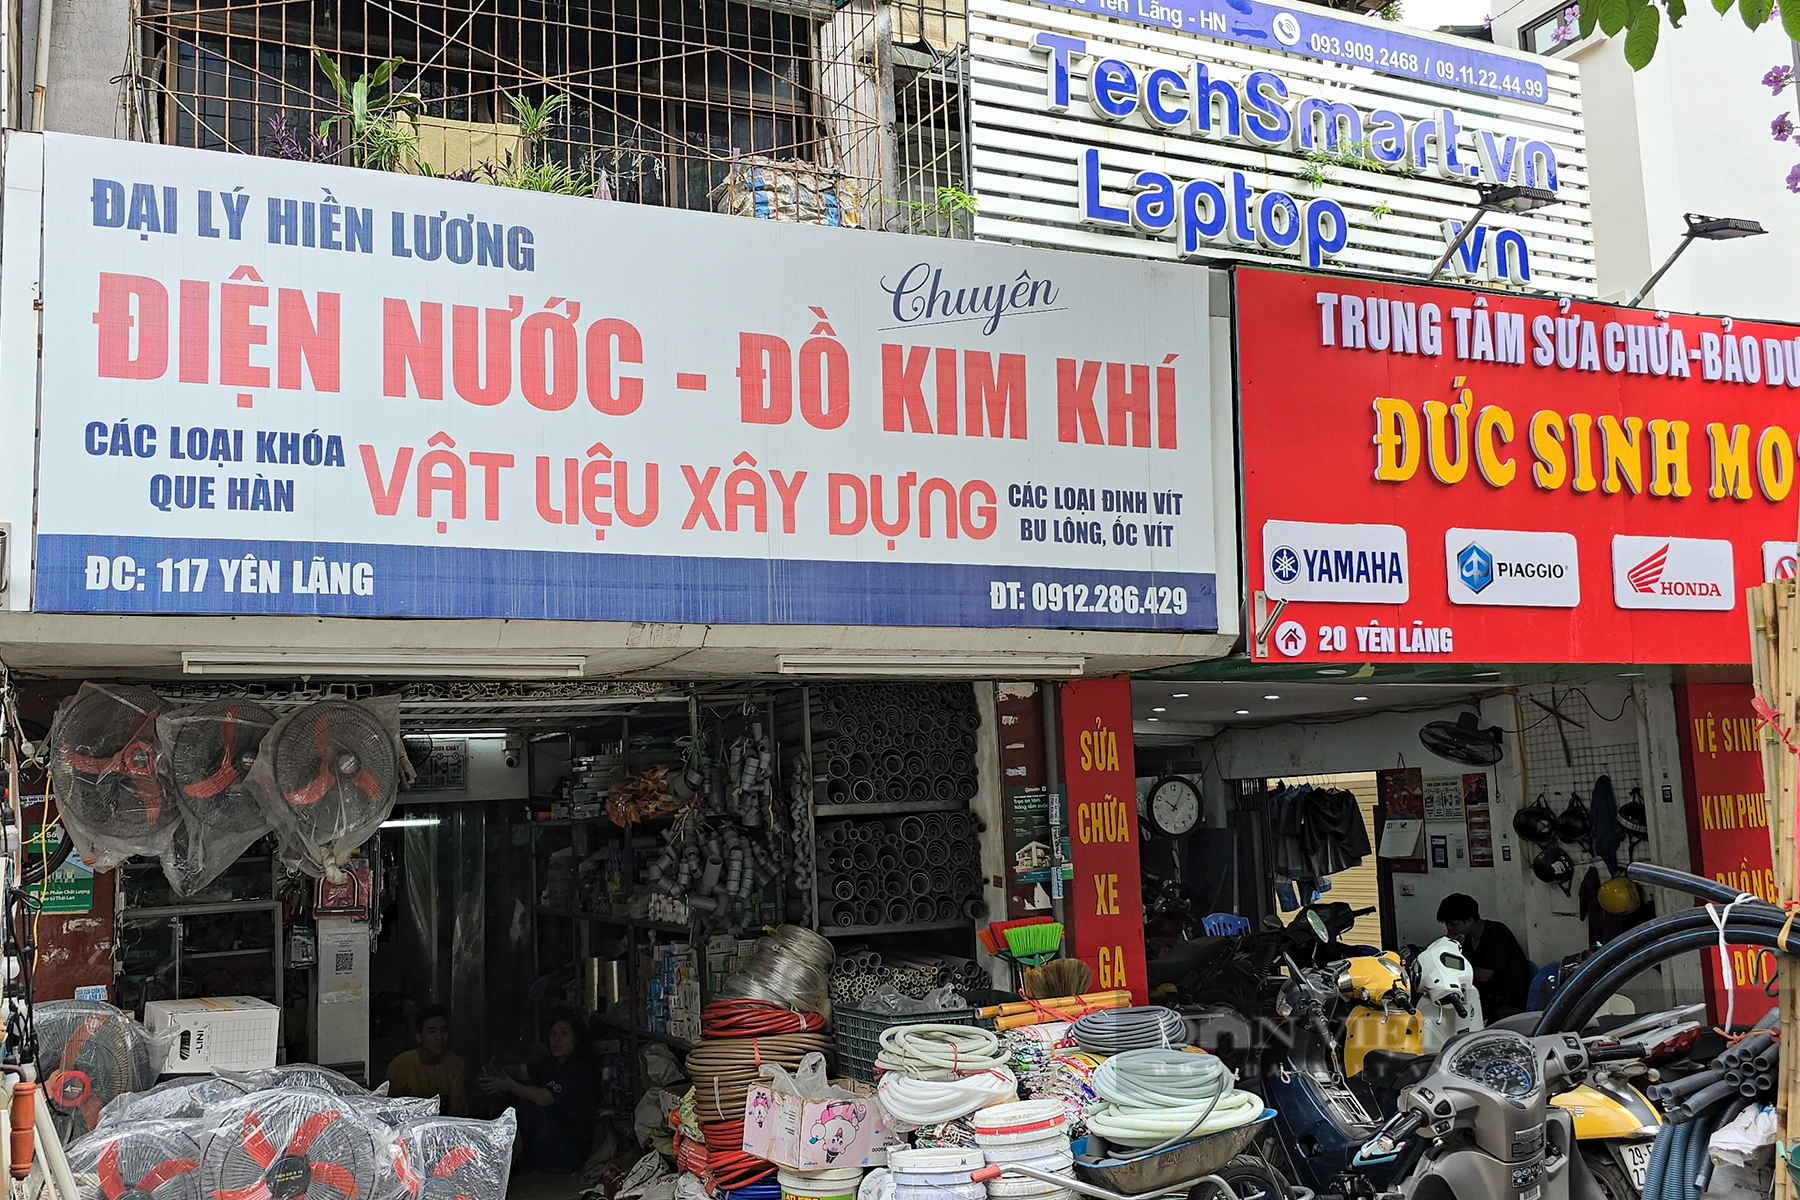 Yên Lãng - HN
093.909.2468 / 09.11.22.44.99
TechSmart.vn
Laptop vn
ĐẠI LÝ HIỀN LƯƠNG
Chuyên
ĐIỆN NƯỚC - ĐỒ KIM KHÍ
CÁC LOẠI KHÓA
QUE HÀN
VẬT LIỆU XÂY DỰNG
CÁC LOẠI ĐINH VÍT
BU LÔNG, ỐC VÍT
ĐC: 117 YÊN LÃNG
ĐT: 0912.286.429
TRUNG TÂM SỬA CHỮA-BẢO
ĐỨC SINH
YAMAHA
PIAGGIO
HONDA
20 YÊN LÃNG
SỬA
CHỮA
XE
GA
VỆ SINH
KIM
DÂN VIỆT